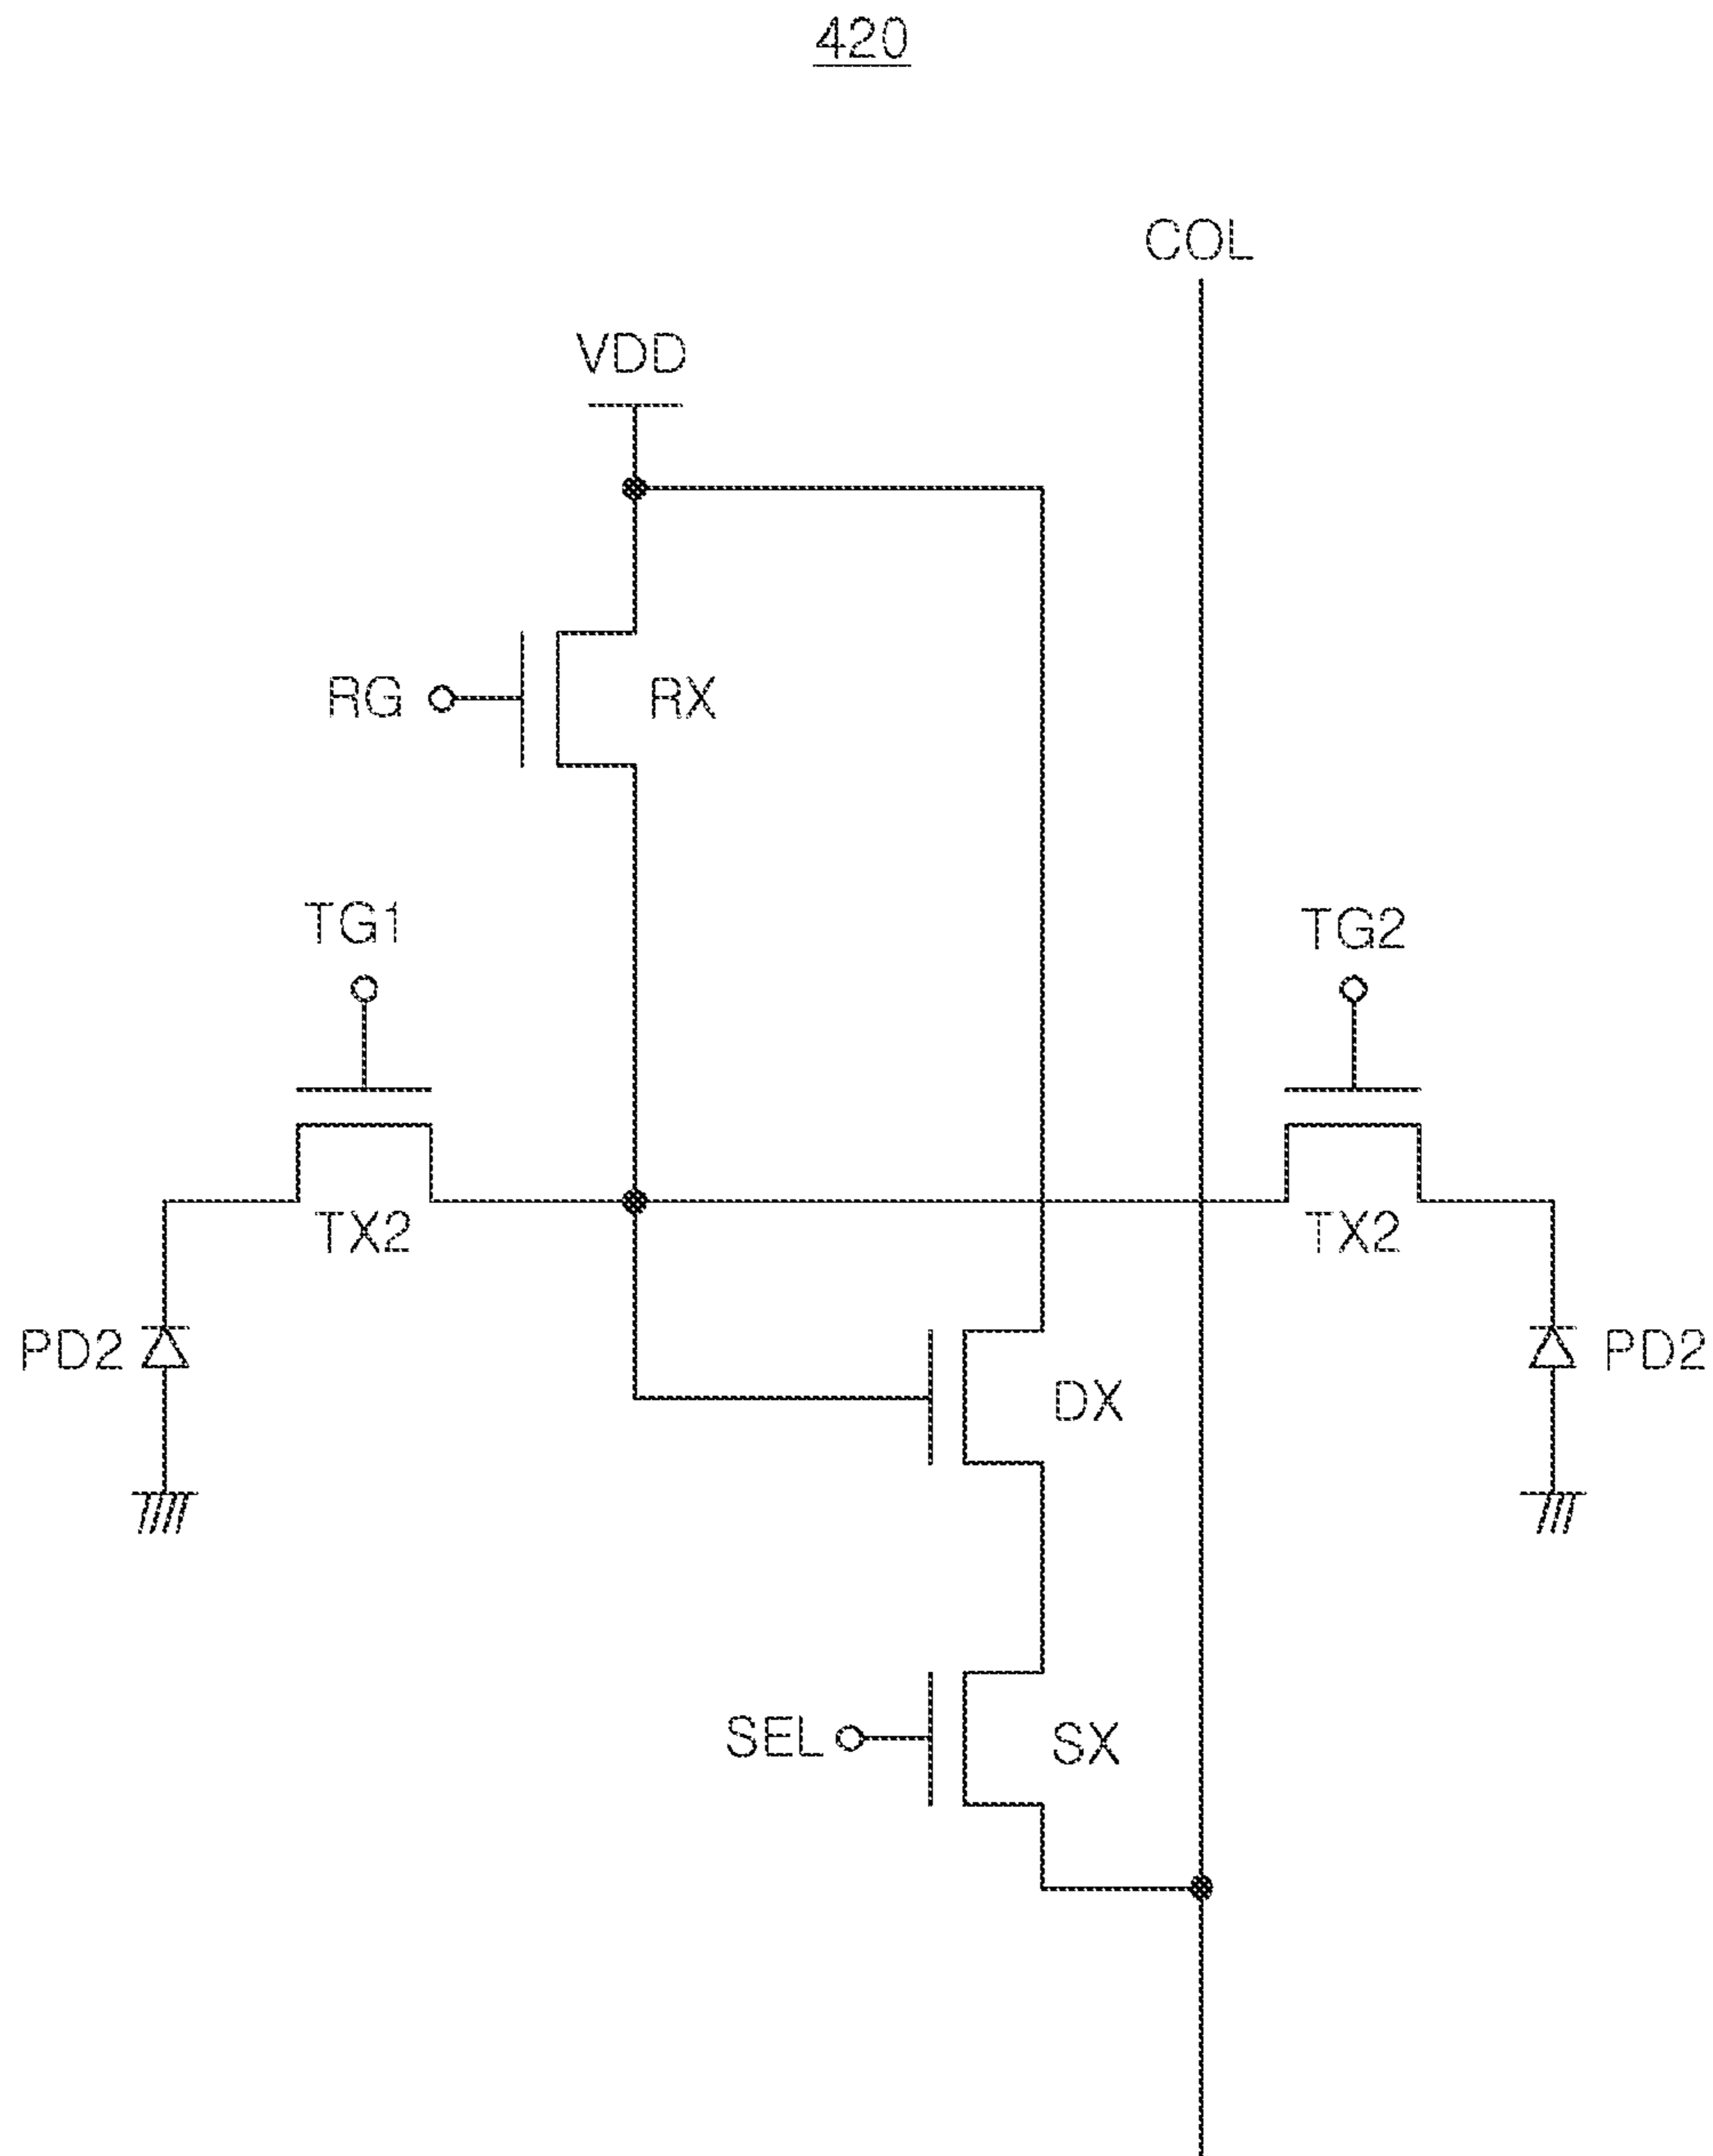 420
COL
VDD
RG
RX
TG1
TG2
TX2
TX2
PD2
PD2
DX
SEL
SX